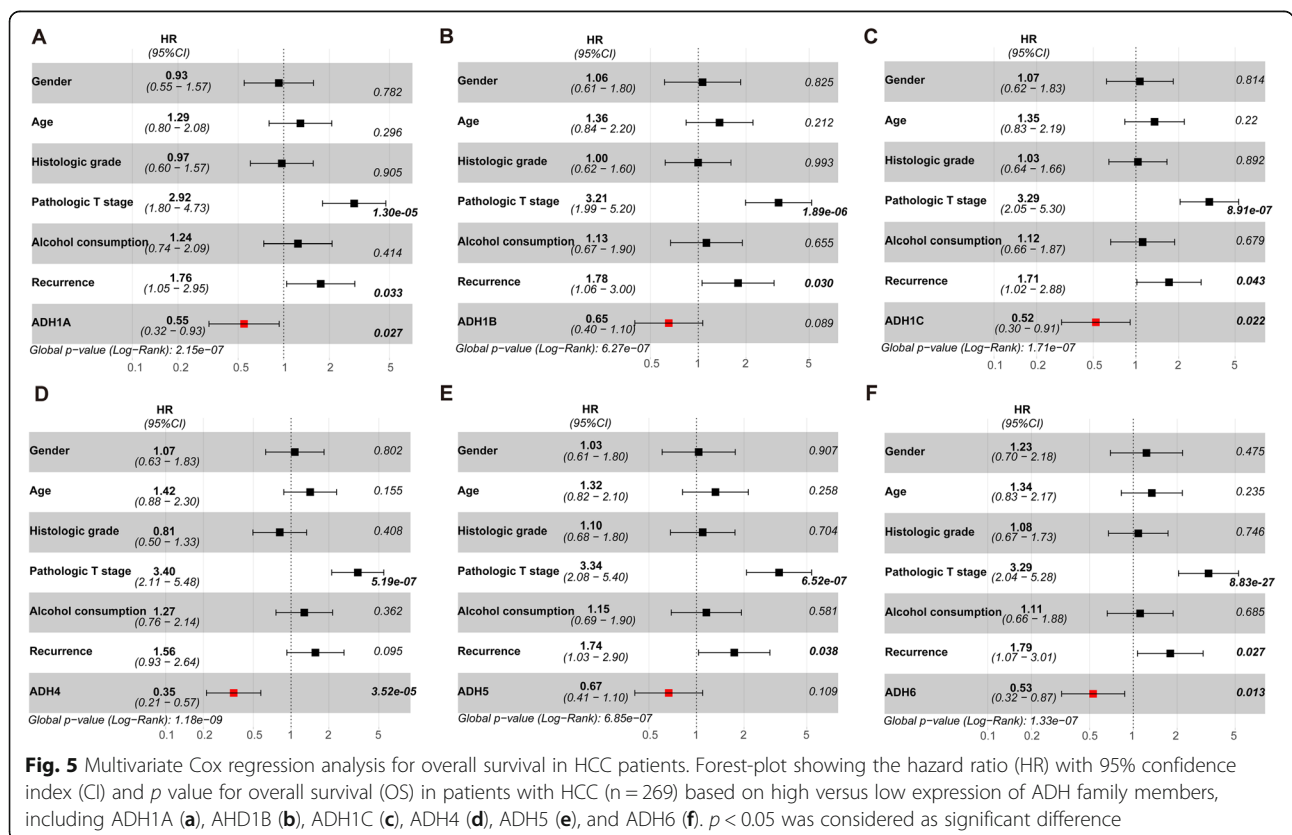 A
HR
(95%CI)
Gender 0.93 (0.55 − 1.57) 0.782
Age 1.29 (0.80 − 2.08) 0.296
Histologic grade 0.97 (0.60 − 1.57) 0.905
Pathologic T stage 2.92 (1.80 − 4.73) 1.30e-05
Alcohol consumption 1.24 (0.74 − 2.09) 0.414
Recurrence 1.76 (1.05 − 2.95) 0.033
ADH1A 0.55 (0.32 − 0.93) 0.027
Global p-value (Log-Rank): 2.15e-07
0.1 0.2 0.5 1 2 5
B
HR
(95%CI)
Gender 1.06 (0.61 − 1.80) 0.825
Age 1.36 (0.84 − 2.20) 0.212
Histologic grade 1.00 (0.62 − 1.60) 0.993
Pathologic T stage 3.21 (1.99 − 5.20) 1.89e-06
Alcohol consumption 1.13 (0.67 − 1.90) 0.655
Recurrence 1.78 (1.06 − 3.00) 0.030
ADH1B 0.65 (0.40 − 1.10) 0.089
Global p-value (Log-Rank): 6.27e-07
0.1 0.2 0.5 1 2 5
C
HR
(95%CI)
Gender 1.07 (0.62 − 1.83) 0.814
Age 1.35 (0.83 − 2.19) 0.22
Histologic grade 1.03 (0.64 − 1.66) 0.892
Pathologic T stage 3.29 (2.05 − 5.30) 8.91e-07
Alcohol consumption 1.12 (0.66 − 1.87) 0.679
Recurrence 1.71 (1.02 − 2.88) 0.043
ADH1C 0.52 (0.30 − 0.91) 0.022
Global p-value (Log-Rank): 1.71e-07
0.1 0.2 0.5 1 2 5
D
HR
(95%CI)
Gender 1.07 (0.63 − 1.83) 0.802
Age 1.42 (0.88 − 2.30) 0.155
Histologic grade 0.81 (0.50 − 1.33) 0.408
Pathologic T stage 3.40 (2.11 − 5.48) 5.19e-07
Alcohol consumption 1.27 (0.76 − 2.14) 0.362
Recurrence 1.56 (0.93 − 2.64) 0.095
ADH4 0.35 (0.21 − 0.57) 3.52e-05
Global p-value (Log-Rank): 1.18e-09
0.1 0.2 0.5 1 2 5
E
HR
(95%CI)
Gender 1.03 (0.61 − 1.80) 0.907
Age 1.32 (0.82 − 2.10) 0.258
Histologic grade 1.10 (0.68 − 1.80) 0.704
Pathologic T stage 3.34 (2.08 − 5.40) 6.52e-07
Alcohol consumption 1.15 (0.69 − 1.90) 0.581
Recurrence 1.74 (1.03 − 2.90) 0.038
ADH5 0.67 (0.41 − 1.10) 0.109
Global p-value (Log-Rank): 6.85e-07
0.1 0.2 0.5 1 2 5
F
HR
(95%CI)
Gender 1.23 (0.70 − 2.18) 0.475
Age 1.34 (0.83 − 2.17) 0.235
Histologic grade 1.08 (0.67 − 1.73) 0.746
Pathologic T stage 3.29 (2.04 − 5.28) 8.83e-27
Alcohol consumption 1.11 (0.66 − 1.88) 0.685
Recurrence 1.79 (1.07 − 3.01) 0.027
ADH6 0.53 (0.32 − 0.87) 0.013
Global p-value (Log-Rank): 1.33e-07
0.1 0.2 0.5 1 2 5
Fig. 5 Multivariate Cox regression analysis for overall survival in HCC patients. Forest-plot showing the hazard ratio (HR) with 95% confidence
index (CI) and p value for overall survival (OS) in patients with HCC (n = 269) based on high versus low expression of ADH family members,
including ADH1A (a), AHD1B (b), ADH1C (c), ADH4 (d), ADH5 (e), and ADH6 (f). p < 0.05 was considered as significant difference